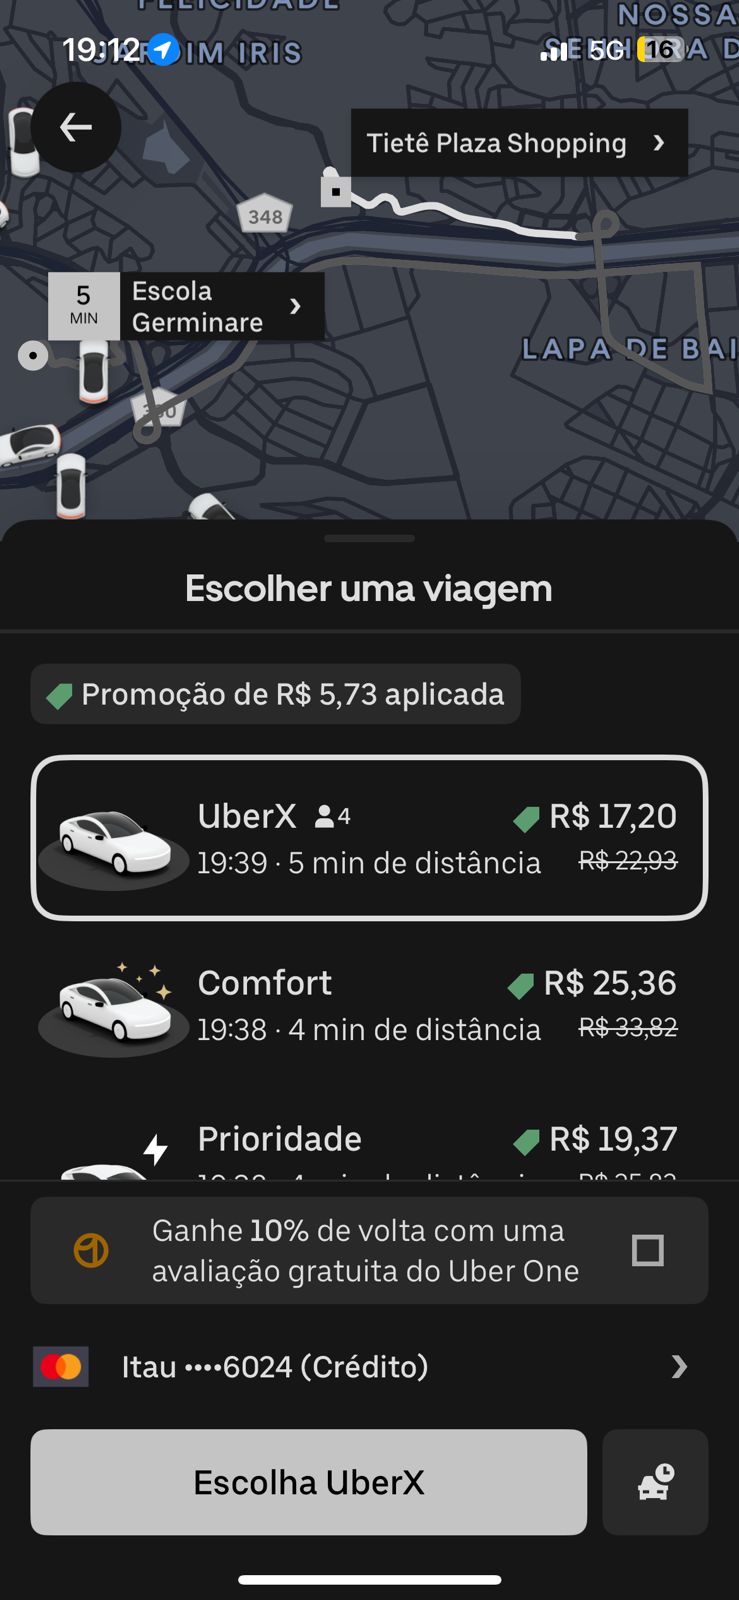 FELICIDADE
NOSSA
19:12
JARDIM IRIS
SENHORA D
5G
16
Tietê Plaza Shopping
348
5
MIN
Escola
Germinare
LAPA DE BAI
Escolher uma viagem
Promoção de R$ 5,73 aplicada
UberX 4 R$ 17,20
19:39 · 5 min de distância R$ 22,93
Comfort R$ 25,36
19:38 · 4 min de distância R$ 33,82
Prioridade R$ 19,37
Ganhe 10% de volta com uma
avaliação gratuita do Uber One
Itau ••••6024 (Crédito)
Escolha UberX